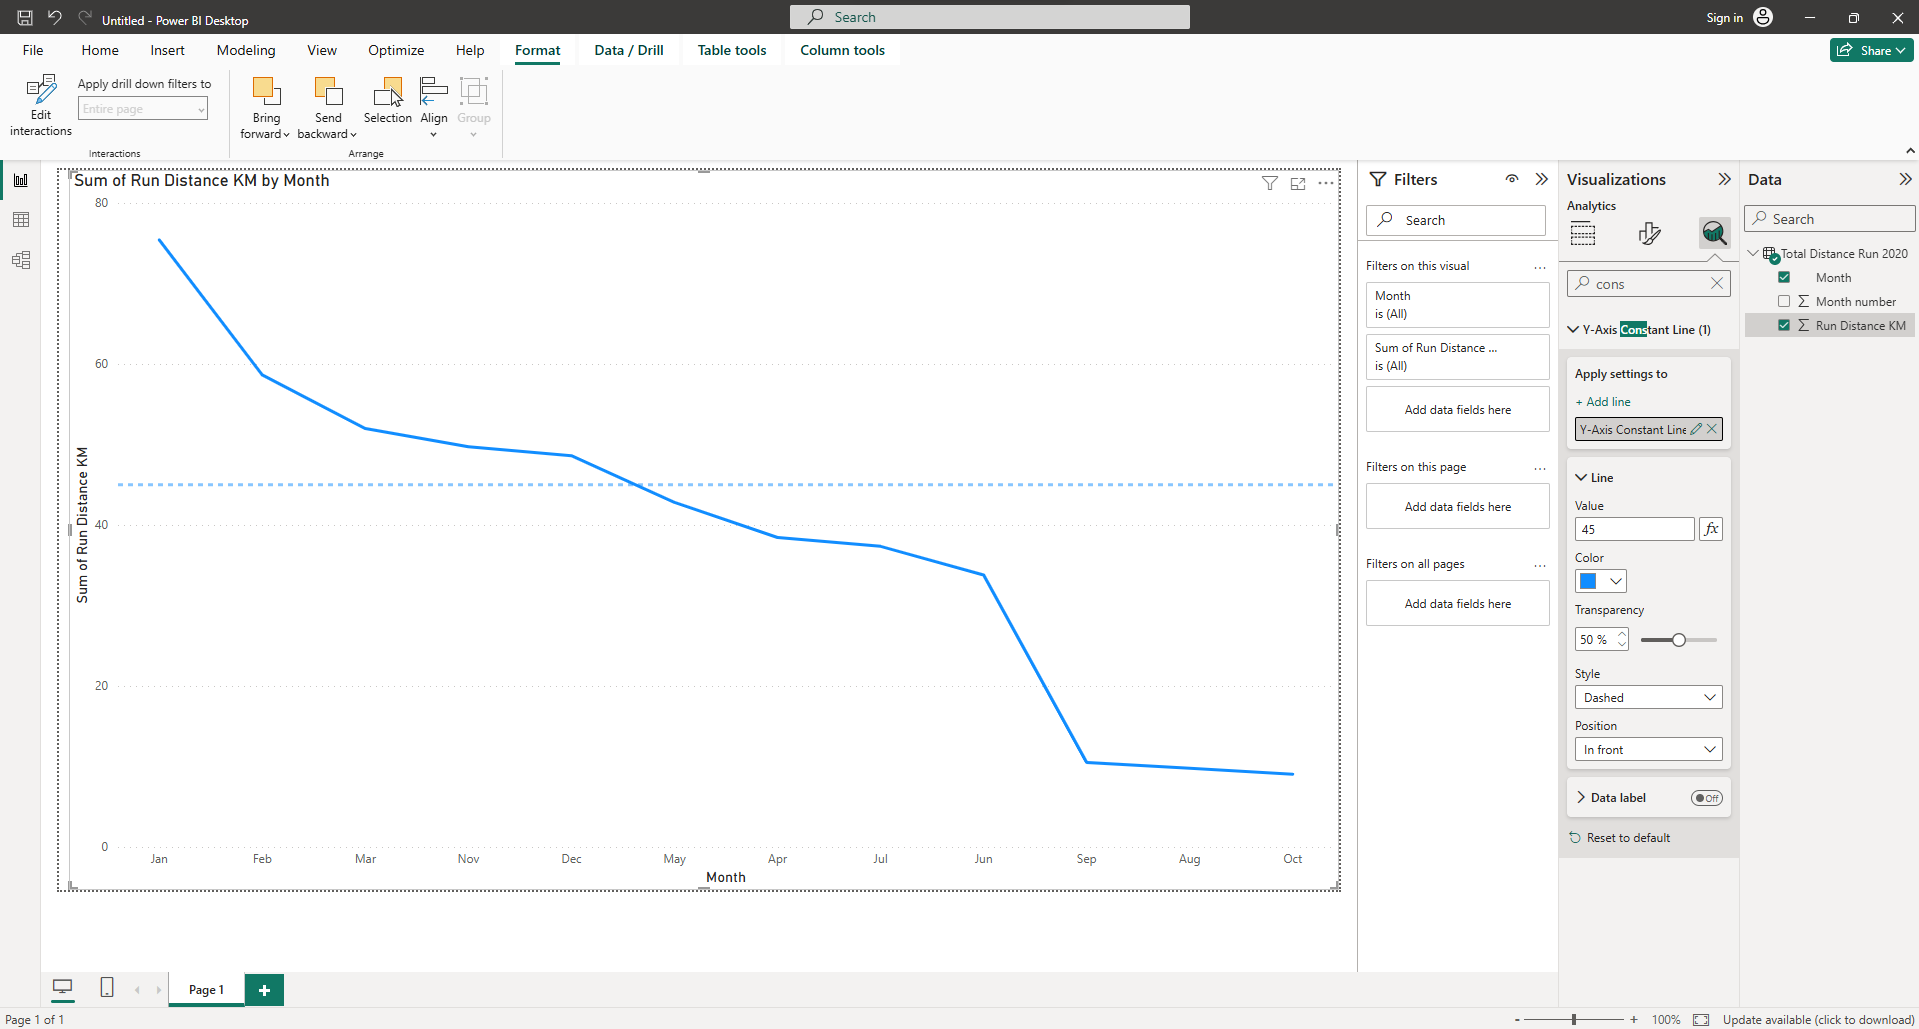 Untitled - Power BI Desktop
Search
Sign in
File
Home
Insert
Modeling
View
Optimize
Help
Format
Data / Drill
Table tools
Column tools
Share
Edit
interactions
Apply drill down filters to
Entire page
Interactions
Bring
forward
Send
backward
Selection
Align
Group
Arrange
Sum of Run Distance KM by Month
80
60
40
20
0
Sum of Run Distance KM
Jan
Feb
Mar
Nov
Dec
May
Apr
Jul
Jun
Sep
Aug
Oct
Month
Filters
Search
Filters on this visual
...
Month
is (All)
Sum of Run Distance ...
is (All)
Add data fields here
Filters on this page
...
Add data fields here
Filters on all pages
...
Add data fields here
Visualizations
Analytics
cons
Y-Axis Constant Line (1)
Apply settings to
+ Add line
Y-Axis Constant Line
Line
Value
45
fx
Color
Transparency
50 %
Style
Dashed
Position
In front
Data label
Off
Reset to default
Data
Search
Total Distance Run 2020
Month
Month number
Run Distance KM
Page 1
+
Page 1 of 1
- + 100%
Update available (click to download)